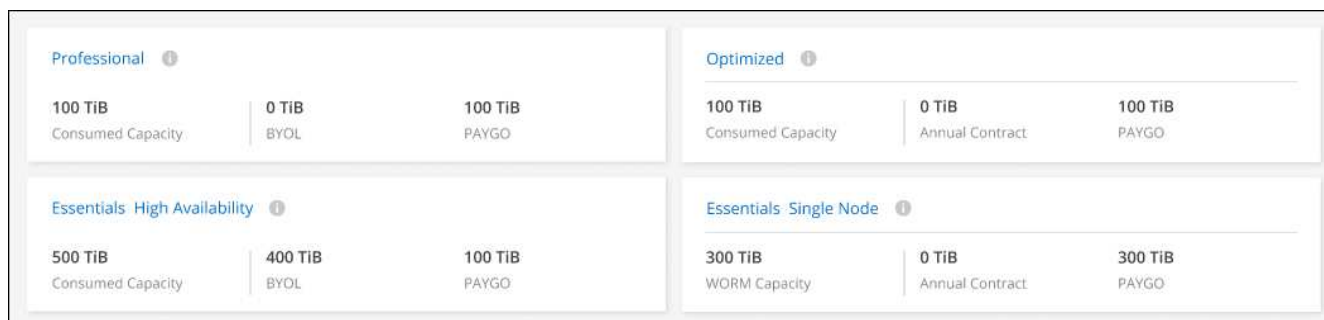 Professional
100 TiB 0 TiB 100 TiB
Consumed Capacity BYOL PAYGO
Optimized
100 TiB 0 TiB 100 TiB
Consumed Capacity Annual Contract PAYGO
Essentials High Availability
500 TiB 400 TiB 100 TiB
Consumed Capacity BYOL PAYGO
Essentials Single Node
300 TiB 0 TiB 300 TiB
WORM Capacity Annual Contract PAYGO